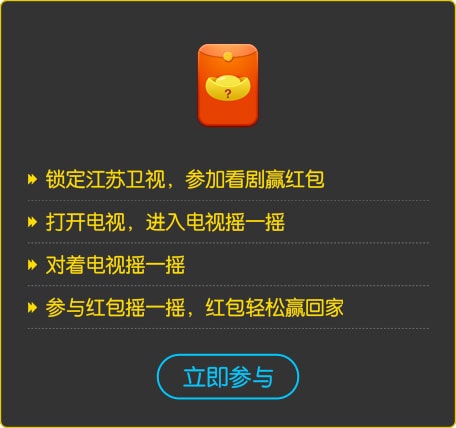 ?
锁定江苏卫视，参加看剧赢红包
打开电视，进入电视摇一摇
对着电视摇一摇
参与红包摇一摇，红包轻松赢回家
立即参与